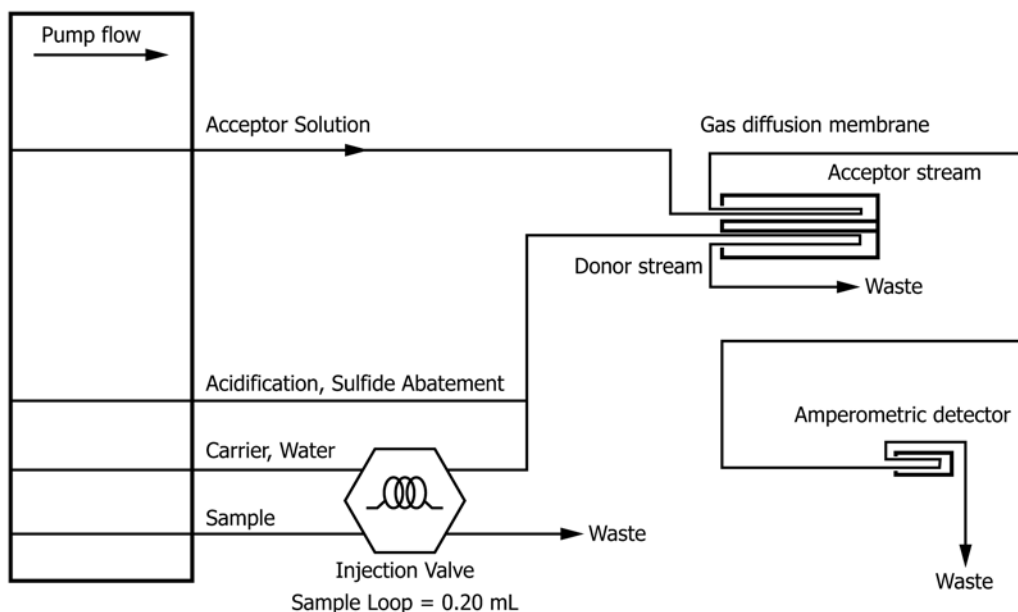 Pump flow
Acceptor Solution
Gas diffusion membrane
Acceptor stream
Donor stream
Waste
Acidification, Sulfide Abatement
Amperometric detector
Carrier, Water
Sample
Waste
Injection Valve
Waste
Sample Loop = 0.20 mL